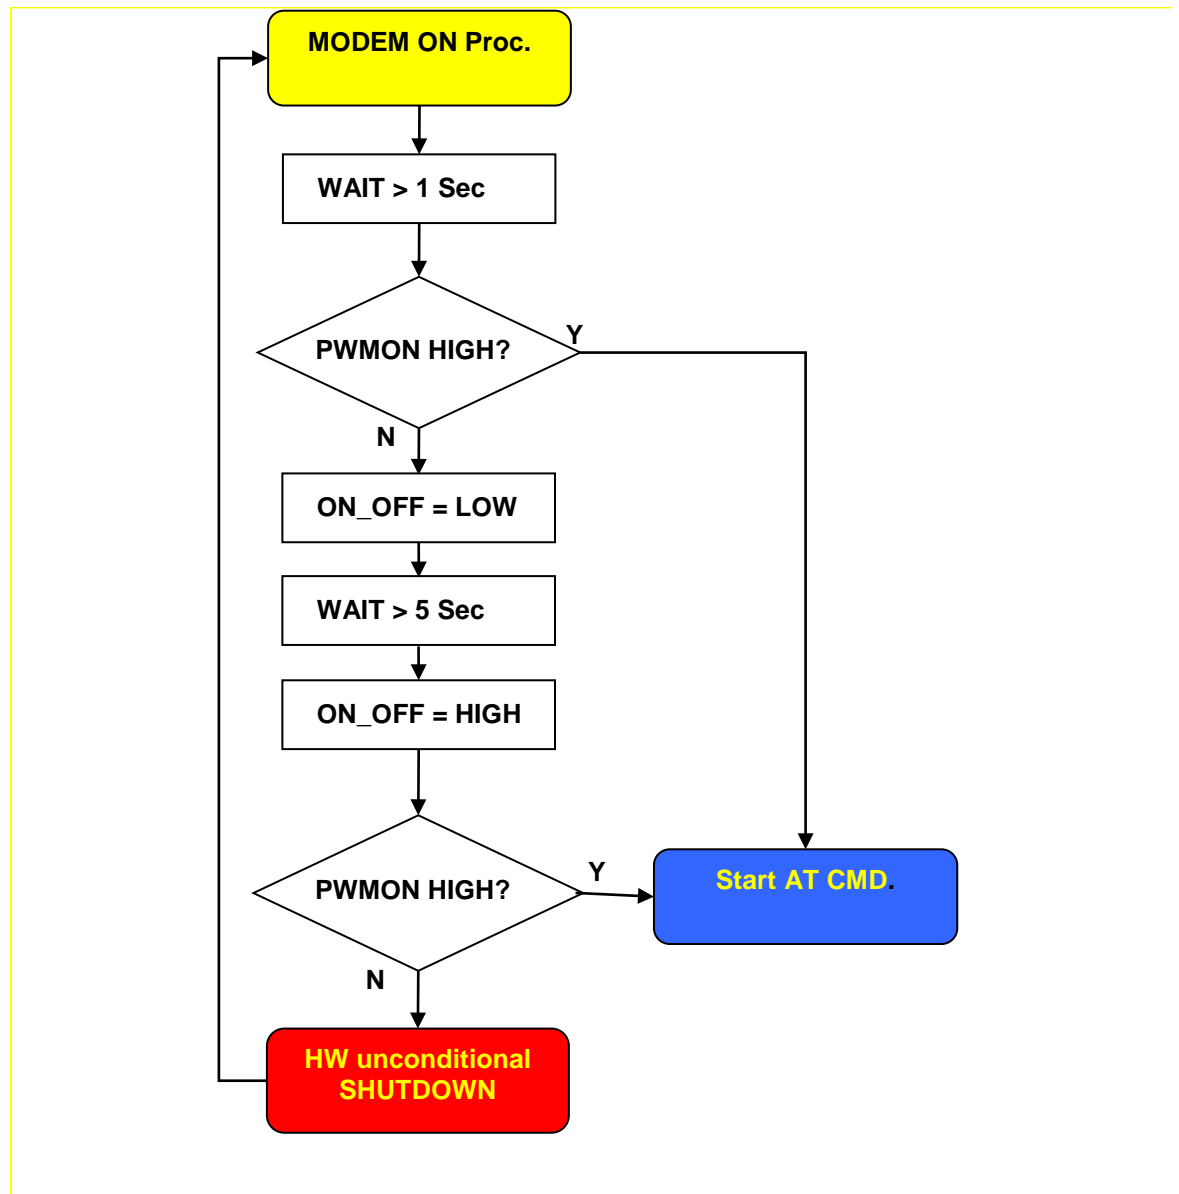 MODEM ON Proc.
WAIT > 1 Sec
PWMON HIGH?
Y
N
ON_OFF = LOW
WAIT > 5 Sec
ON_OFF = HIGH
PWMON HIGH?
Y
Start AT CMD.
N
HW unconditional
SHUTDOWN